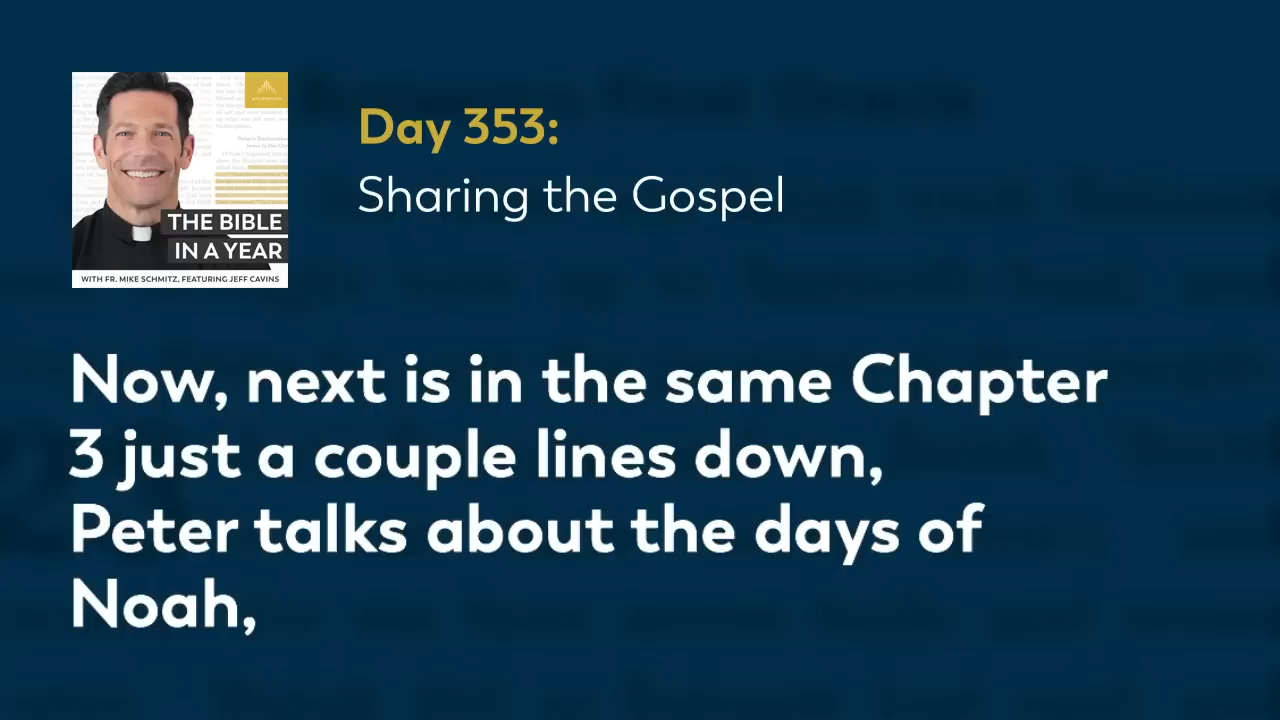 Day 353:
Sharing the Gospel
THE BIBLE
IN A YEAR
WITH FR. MIKE SCHMITZ, FEATURING JEFF CAVINS
Now, next is in the same Chapter
3 just a couple lines down,
Peter talks about the days of
Noah,